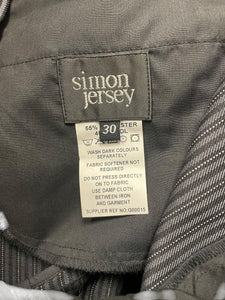 simon
jersey
30
WASH DARK COLOURS
SEPARATELY
FABRIC SOFTENER NOT
REQUIRED
DO NOT PRESS DIRECTLY
ON TO FABRIC
USE DAMP CLOTH
BETWEEN IRON
AND GARMENT
SUPPLIER REF NO:G00015